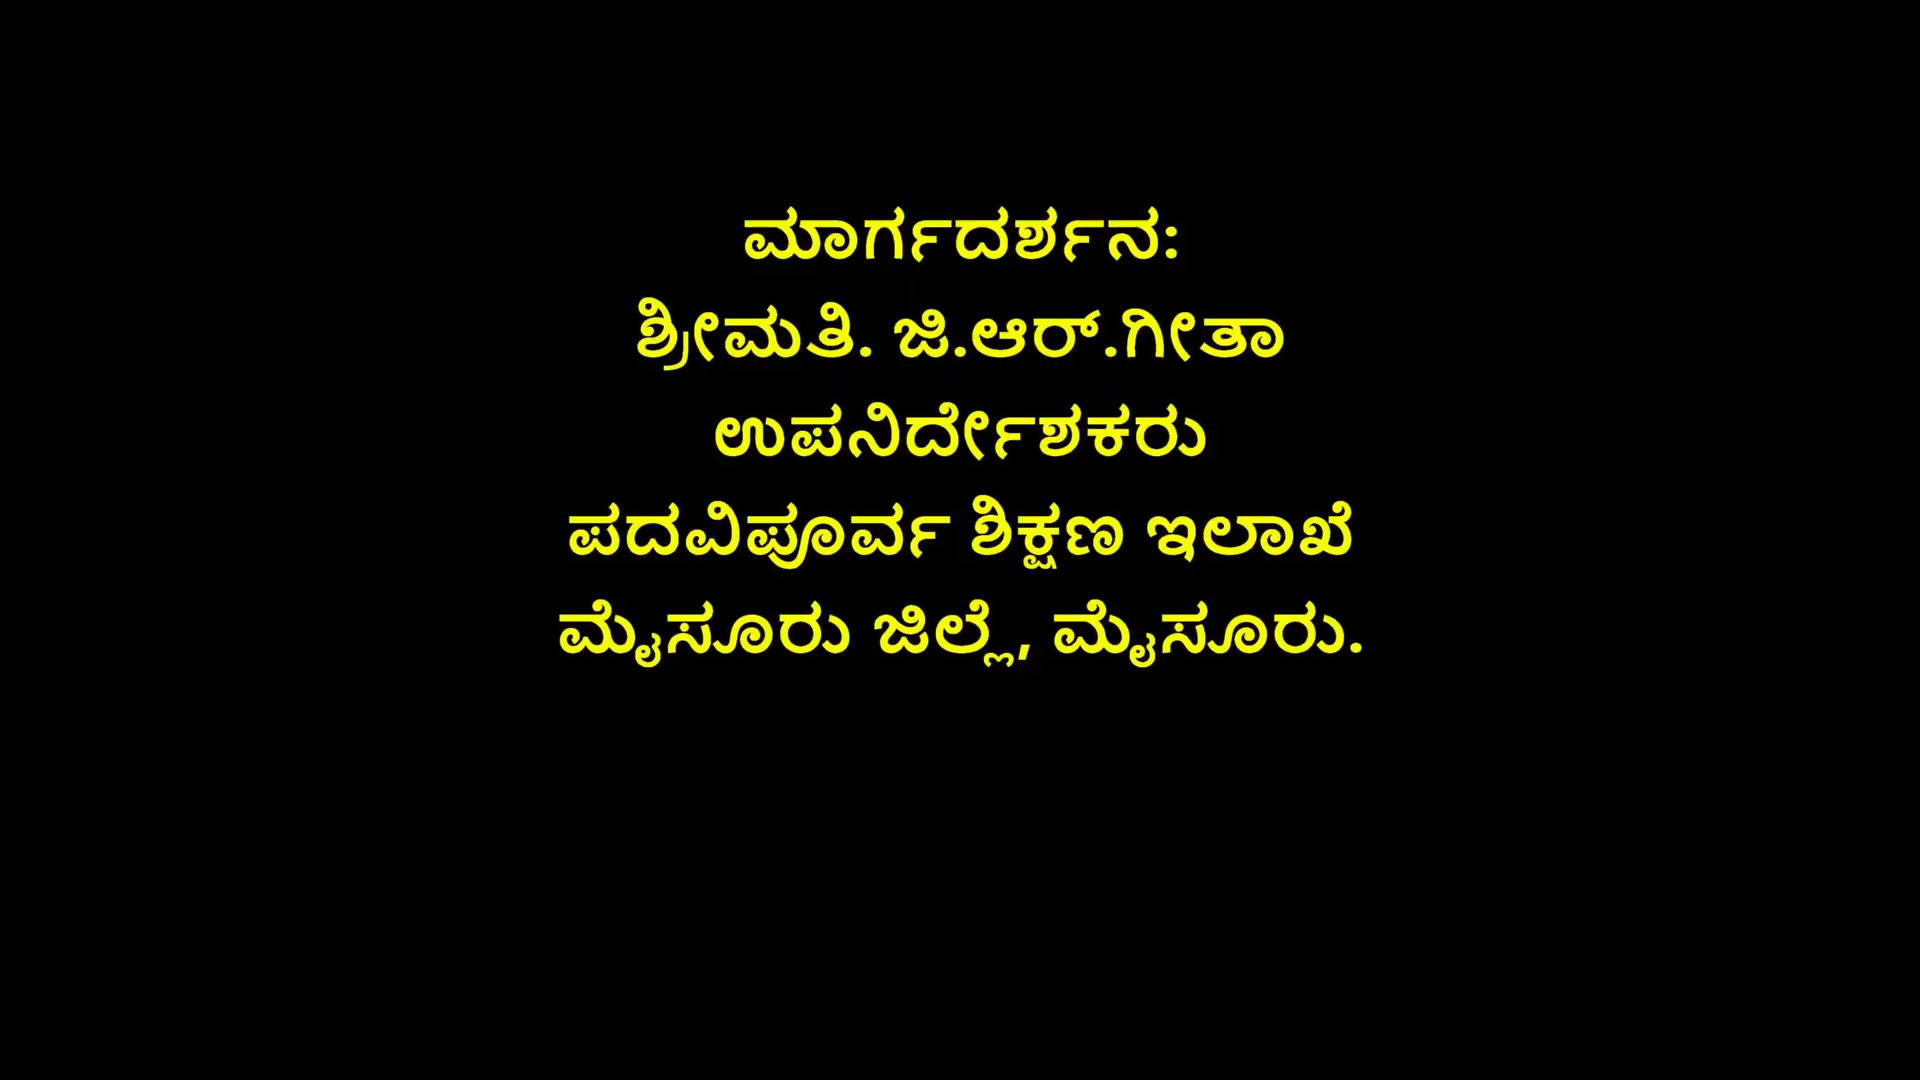 ಮಾರ್ಗದರ್ಶನ:
ಶ್ರೀಮತಿ. ಜಿ.ಆರ್.ಗೀತಾ
ಉಪನಿರ್ದೇಶಕರು
ಪದವಿಪೂರ್ವ ಶಿಕ್ಷಣ ಇಲಾಖೆ
ಮೈಸೂರು ಜಿಲ್ಲೆ, ಮೈಸೂರು.